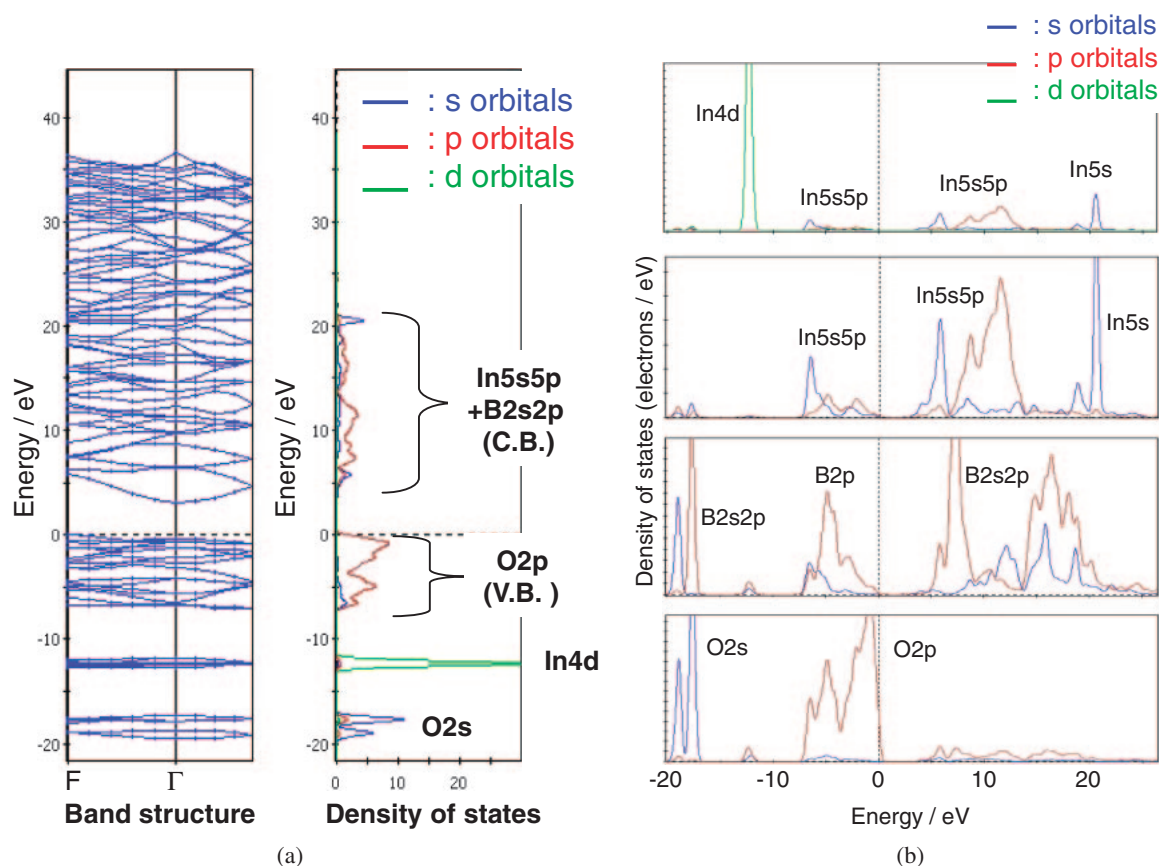 : s orbitals
: p orbitals
: d orbitals
40
30
20
10
0
-10
-20
Energy / eV
F
Γ
Band structure
: s orbitals
: p orbitals
: d orbitals
40
30
20
10
0
-10
-20
Energy / eV
In5s5p
+B2s2p
(C.B.)
O2p
(V.B. )
In4d
O2s
0
10
20
Density of states
(a)
In4d
In5s5p
In5s5p
In5s
In5s5p
In5s5p
In5s
B2s2p
B2p
B2s2p
O2s
O2p
Density of states (electrons / eV)
-20
-10
0
10
20
Energy / eV
(b)